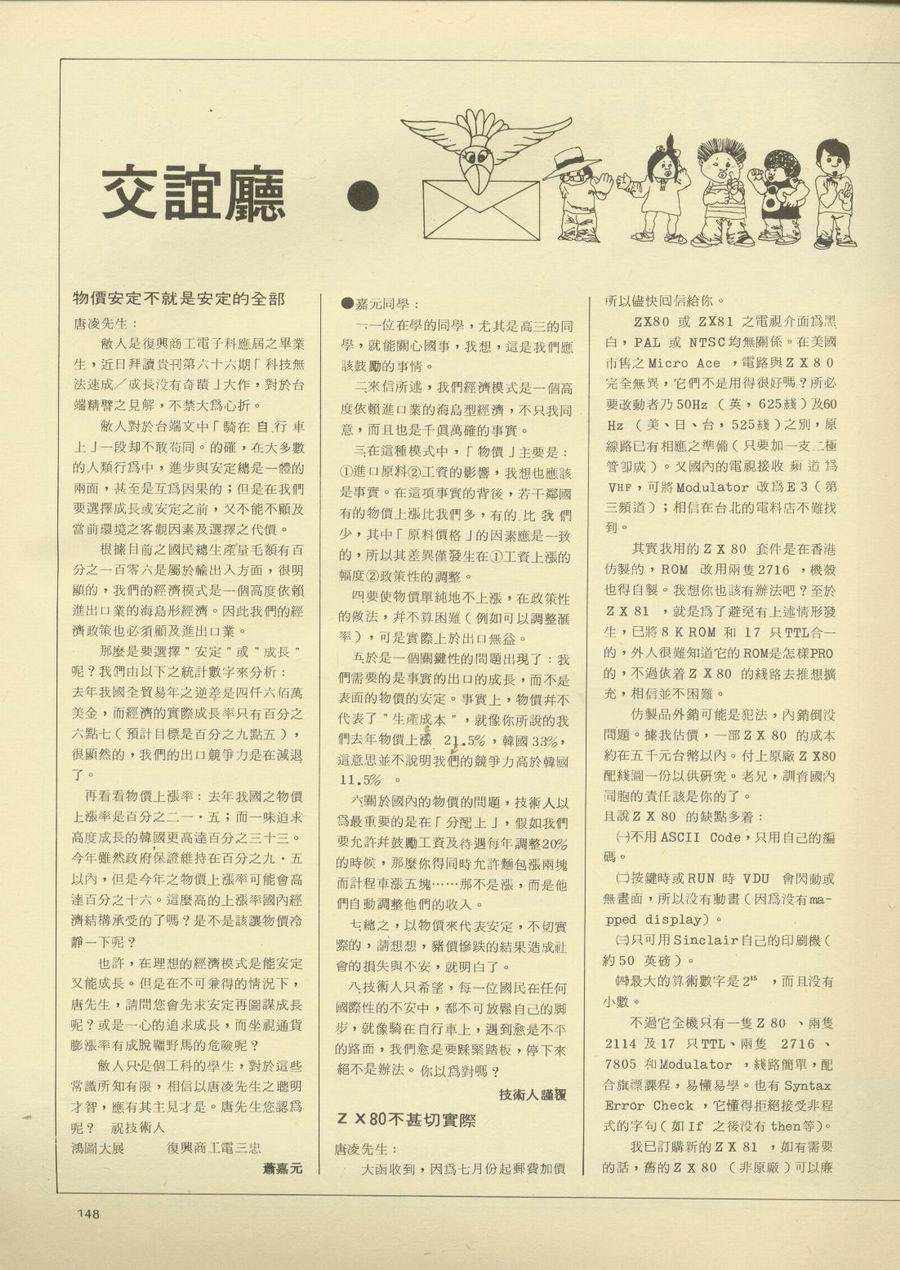 交誼廳
●
物價安定不就是安定的全部
唐凌先生：
敝人是復興商工電子科應屆之畢業
生，近日拜讀貴刊第六十六期「科技無
法速成／成長沒有奇蹟」大作，對於台
端精闢之見解，不禁大爲心折。
敝人對於台端文中「騎在自行車
上」一段却不敢苟同。的確，在大多數
的人類行爲中，進步與安定總是一體的
兩面，甚至是互爲因果的；但是在我們
要選擇成長或安定之前，又不能不顧及
當前環境之客觀因素及選擇之代價。
根據目前之國民總生產量毛額有百
分之一百零六是屬於輸出入方面，很明
顯的，我們的經濟模式是一個高度依賴
進出口業的海島形經濟。因此我們的經
濟政策也必須顧及進出口業。
那麼是要選擇＂安定＂或＂成長＂
呢？我們由以下之統計數字來分析：
去年我國全貿易年之逆差是四仟六佰萬
美金，而經濟的實際成長率只有百分之
六點七（預計目標是百分之九點五），
很顯然的，我們的出口競爭力是在減退
了。
再看看物價上漲率：去年我國之物價
上漲率是百分之二一．五；而一味追求
高度成長的韓國更高達百分之三十三。
今年雖然政府保證維持在百分之九．五
以內，但是今年之物價上漲率可能會高
達百分之十六。這麼高的上漲率國內經
濟結構承受的了嗎？是不是該讓物價冷
靜一下呢？
也許，在理想的經濟模式是能安定
又能成長。但是在不可兼得的情況下，
唐先生，請問您會先求安定再圖謀成長
呢？或是一心的追求成長，而坐視通貨
膨漲率有成脫韁野馬的危險呢？
敝人只是個工科的學生，對於這些
常識所知有限，相信以唐凌先生之聰明
才智，應有其主見才是。唐先生您認爲
呢？　祝技術人
鴻圖大展　　復興商工電三忠
蕭嘉元
●嘉元同學：
一一位在學的同學，尤其是高三的同
學，就能關心國事，我想，這是我們應
該鼓勵的事情。
二來信所述，我們經濟模式是一個高
度依賴進口業的海島型經濟，不只我同
意，而且也是千眞萬確的事實。
三在這種模式中，「物價」主要是：
①進口原料②工資的影響，我想也應該
是事實。在這項事實的背後，若干鄰國
有的物價上漲比我們多，有的比我們
少，其中「原料價格」的因素應是一致
的，所以其差異僅發生在①工資上漲的
幅度②政策性的調整。
四要使物價單純地不上漲，在政策性
的做法，幷不算困難（例如可以調整滙
率），可是實際上於出口無益。
五於是一個關鍵性的問題出現了：我
們需要的是事實的出口的成長，而不是
表面的物價的安定。事實上，物價幷不
代表了＂生產成本＂，就像你所說的我
們去年物價上漲 21.5%，韓國33%，
這意思並不說明我們的競爭力高於韓國
11.5% 。
六關於國內的物價的問題，技術人以
爲最重要的是在「分配上」，假如我們
要允許幷鼓勵工資及待遇每年調整20%
的時候，那麼你得同時允許麵包漲兩塊
而計程車漲五塊……那不是漲，而是他
們自動調整他們的收入。
七總之，以物價來代表安定，不切實
際的，請想想，豬價慘跌的結果造成社
會的損失與不安，就明白了。
八技術人只希望，每一位國民在任何
國際性的不安中，都不可放鬆自己的脚
步，就像騎在自行車上，遇到愈是不平
的路面，我們愈是要踩緊踏板，停下來
絕不是辦法。你以爲對嗎？
技術人謹覆
ZX80不甚切實際
唐凌先生：
大函收到，因爲七月份起郵費加價
所以儘快回信給你。
ZX80 或 ZX81 之電視介面爲黑
白，PAL 或 NTSC均無關係。在美國
市售之 Micro Ace ，電路與ZX80
完全無異，它們不是用得很好嗎？所必
要改動者乃50Hz（英，625綫）及60
Hz（美、日、台，525綫）之別，原
線路已有相應之準備（只要加一支二極
管卽成）。又國內的電視接收頻道爲
VHF，可將Modulator 改爲E3（第
三頻道）；相信在台北的電料店不難找
到。
其實我用的ZX80 套件是在香港
仿製的，ROM 改用兩隻2716 ，機殼
也得自製。我想你也該有辦法吧？至於
ZX81 ，就是爲了避免有上述情形發
生，已將8KROM 和 17 只TTL合一
的，外人很難知道它的ROM是怎樣PRO
的，不過依着ZX80 的綫路去推想擴
充，相信並不困難。
仿製品外銷可能是犯法，內銷倒沒
問題。據我估價，一部ZX80 的成本
約在五千元台幣以內。付上原廠ZX80
配綫圖一份以供研究。老兄，訓育國內
同胞的責任該是你的了。
且說ZX80 的缺點多着：
㈠不用ASCII Code，只用自己的編
碼。
㈡按鍵時或RUN 時 VDU 會閃動或
無畫面，所以沒有動畫（因爲沒有ma-
pped display）。
㈢只可用Sinclair自己的印刷機（
約50 英磅）。
㈣最大的算術數字是2¹⁵ ，而且沒有
小數。
不過它全機只有一隻Z80 、兩隻
2114 及17 只TTL、兩隻 2716 、
7805 和Modulator ，綫路簡單，配
合旗漂課程，易懂易學。也有Syntax
Error Check ，它懂得拒絕接受非程
式的字句（如If 之後沒有then等）。
我已訂購新的ZX81 ，如有需要
的話，舊的ZX80 （非原廠）可以廉
148